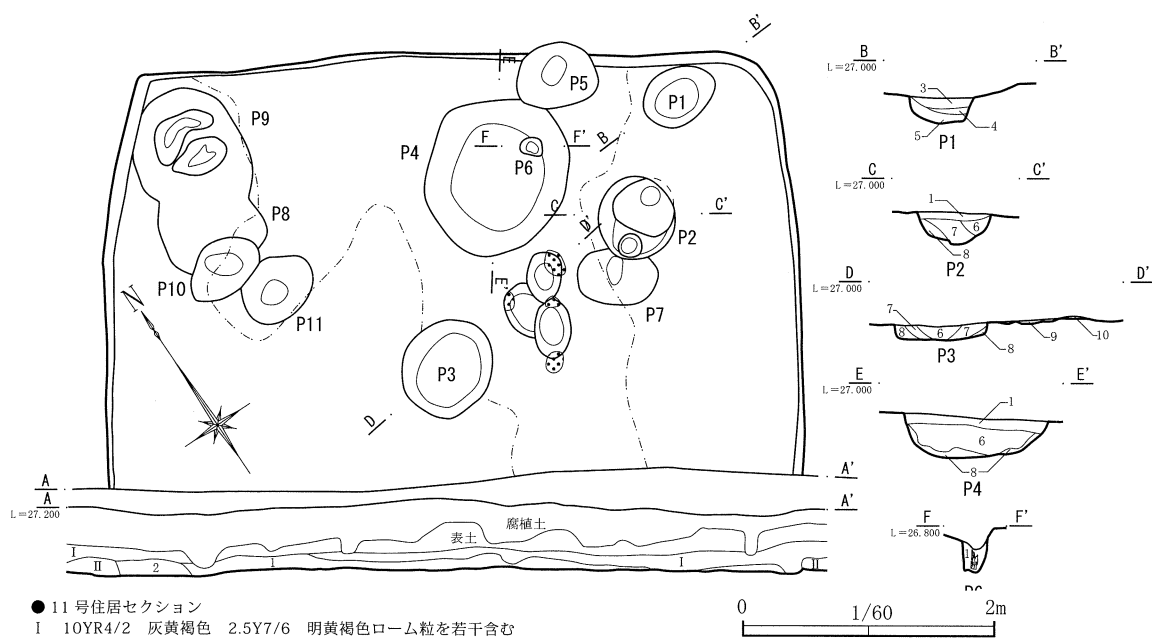 B'
E
P5
P1
P9
F
F'
B
P4
P6
P8
C
C'
D'
P2
E'
P10
P7
P11
N
P3
D
A
A'
A
A'
L=27.200
腐植土
表土
I
I
I
II
2
II
B
B'
L=27.000
3
5
4
P1
C
C'
L=27.000
1
7
6
8
P2
D
D'
L=27.000
7
8
6
7
8
9
10
P3
E
E'
L=27.000
1
6
8
P4
F
F'
L=26.800
1
●11号住居セクション
I 10YR4/2 灰黄褐色 2.5Y7/6 明黄褐色ローム粒を若干含む
0
1/60
2m